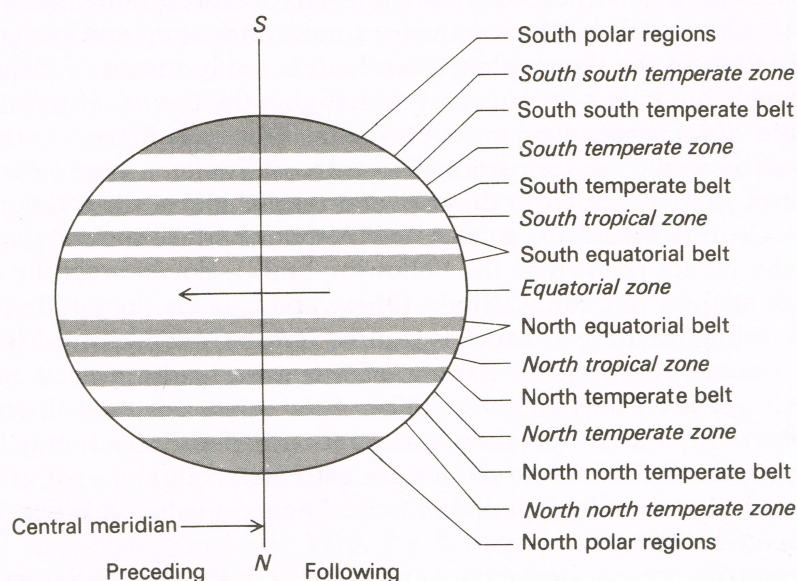 S
South polar regions
South south temperate zone
South south temperate belt
South temperate zone
South temperate belt
South tropical zone
South equatorial belt
Equatorial zone
North equatorial belt
North tropical zone
North temperate belt
North temperate zone
North north temperate belt
North north temperate zone
North polar regions
Central meridian
N
Preceding Following